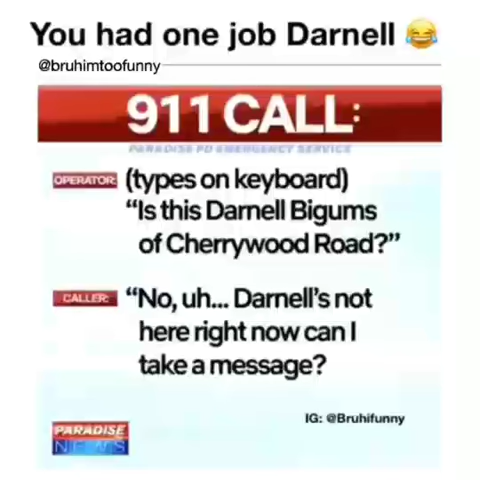 You had one job Darnell 😂
@bruhimtoofunny
911 CALL:
PARADISE PD EMERGENCY SERVICE
OPERATOR: (types on keyboard)
“Is this Darnell Bigums
of Cherrywood Road?”
CALLER: “No, uh... Darnell’s not
here right now can I
take a message?
IG: @Bruhifunny
PARADISE
NEWS